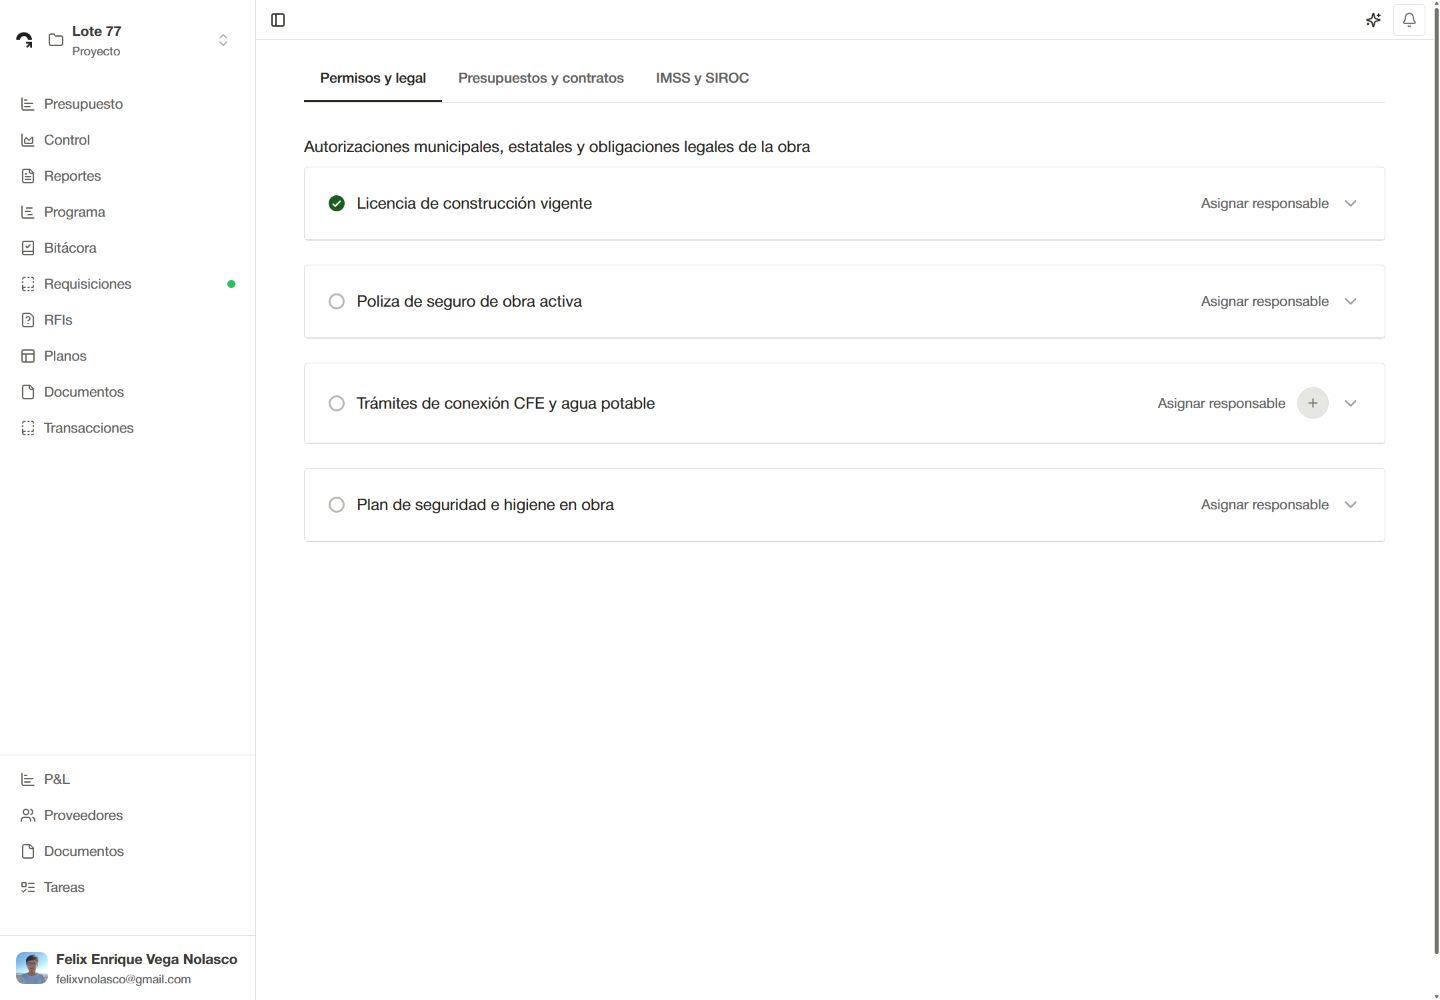 Lote 77
Proyecto
Presupuesto
Control
Reportes
Programa
Bitácora
Requisiciones
RFIs
Planos
Documentos
Transacciones
P&L
Proveedores
Documentos
Tareas
Felix Enrique Vega Nolasco
felixvnolasco@gmail.com
Permisos y legal
Presupuestos y contratos
IMSS y SIROC
Autorizaciones municipales, estatales y obligaciones legales de la obra
Licencia de construcción vigente
Asignar responsable
Poliza de seguro de obra activa
Asignar responsable
Trámites de conexión CFE y agua potable
Asignar responsable
Plan de seguridad e higiene en obra
Asignar responsable